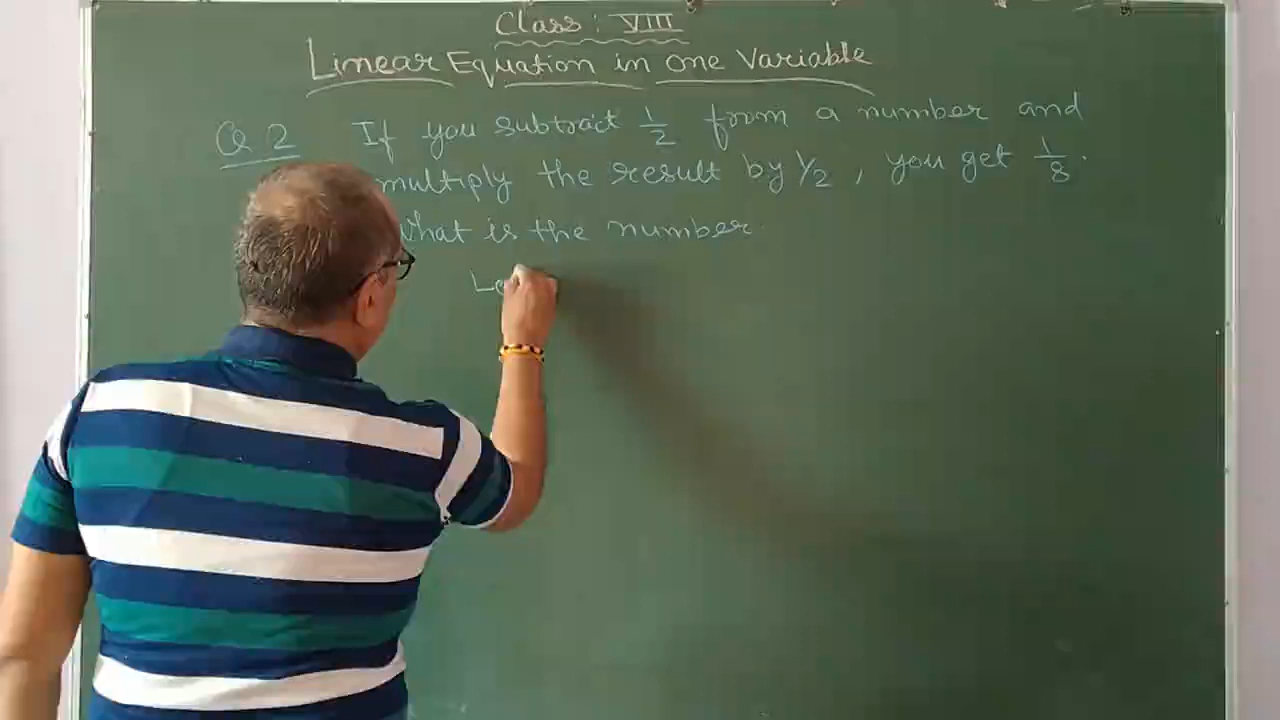 Class : VIII
Linear Equation in one Variable
Q.2 If you subtract 1/2 from a number and
multiply the result by 1/2, you get 1/8.
What is the number
Le